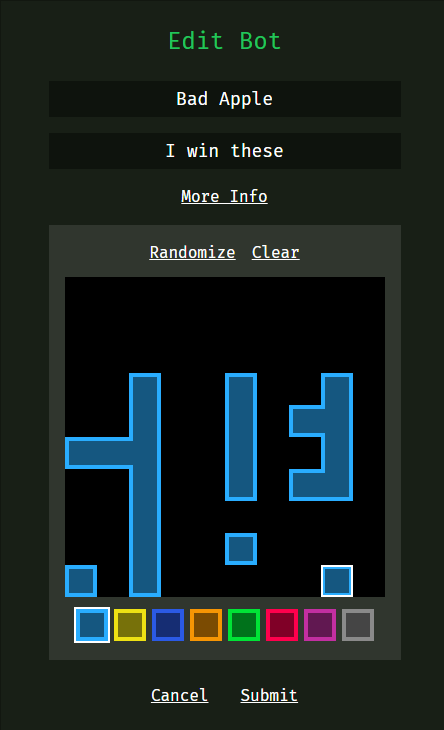 Edit Bot
Bad Apple
I win these
More Info
Randomize Clear
Cancel Submit